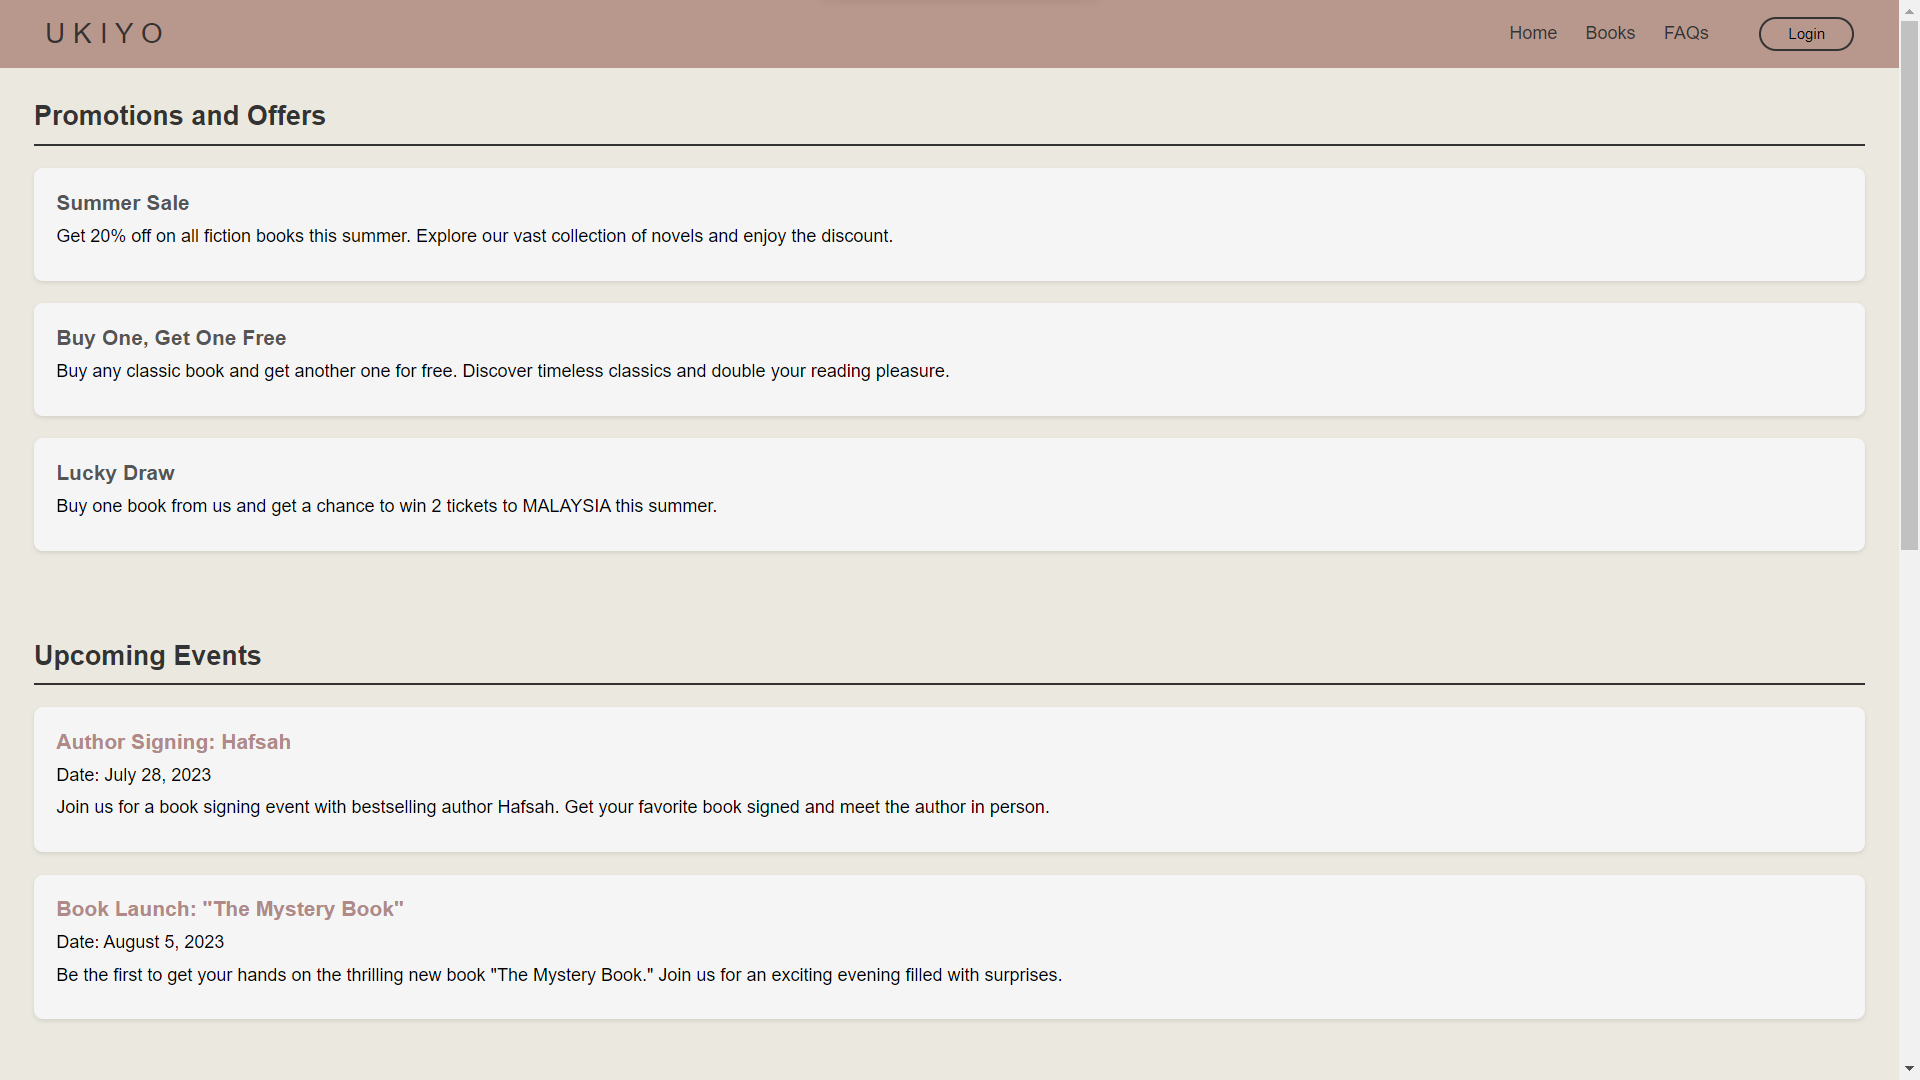 UKIYO
Home Books FAQs Login
Promotions and Offers
Summer Sale
Get 20% off on all fiction books this summer. Explore our vast collection of novels and enjoy the discount.
Buy One, Get One Free
Buy any classic book and get another one for free. Discover timeless classics and double your reading pleasure.
Lucky Draw
Buy one book from us and get a chance to win 2 tickets to MALAYSIA this summer.
Upcoming Events
Author Signing: Hafsah
Date: July 28, 2023
Join us for a book signing event with bestselling author Hafsah. Get your favorite book signed and meet the author in person.
Book Launch: "The Mystery Book"
Date: August 5, 2023
Be the first to get your hands on the thrilling new book "The Mystery Book." Join us for an exciting evening filled with surprises.